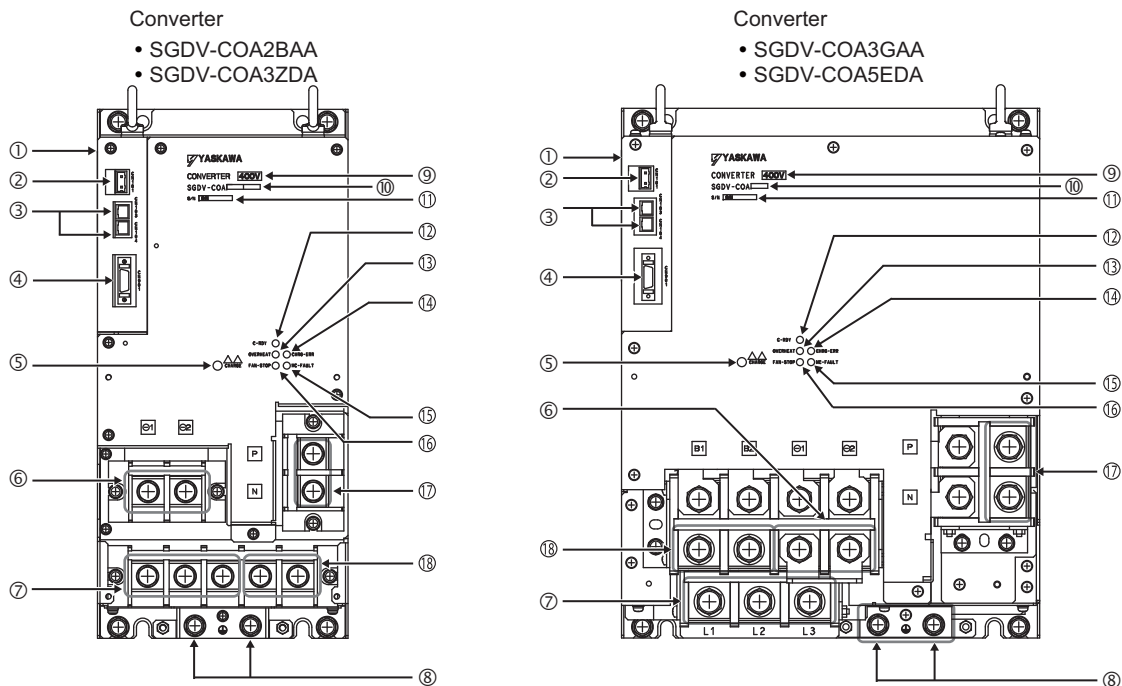 Converter
• SGDV-COA2BAA
• SGDV-COA3ZDA
Converter
• SGDV-COA3GAA
• SGDV-COA5EDA
①
②
③
④
⑤
⑥
⑦
⑧
⑨
⑩
⑪
⑫
⑬
⑭
⑮
⑯
⑰
⑱
YASKAWA
CONVERTER 400V
SGDV-COA
S/N
C-RDY
OVERHEAT
FAN-STOP
MC-FAULT
CHARGE
⊖1
⊖2
P
N
①
②
③
④
⑤
⑥
⑱
⑦
⑨
⑩
⑪
⑫
⑬
⑭
⑮
⑯
⑰
⑧
YASKAWA
CONVERTER 400V
SGDV-COA
S/N
C-RDY
OVERHEAT
FAN-STOP
MC-FAULT
CHARGE
B1
B2
⊖1
⊖2
P
N
L1
L2
L3